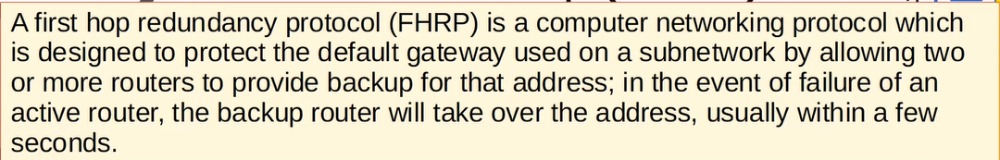 A first hop redundancy protocol (FHRP) is a computer networking protocol which
is designed to protect the default gateway used on a subnetwork by allowing two
or more routers to provide backup for that address; in the event of failure of an
active router, the backup router will take over the address, usually within a few
seconds.